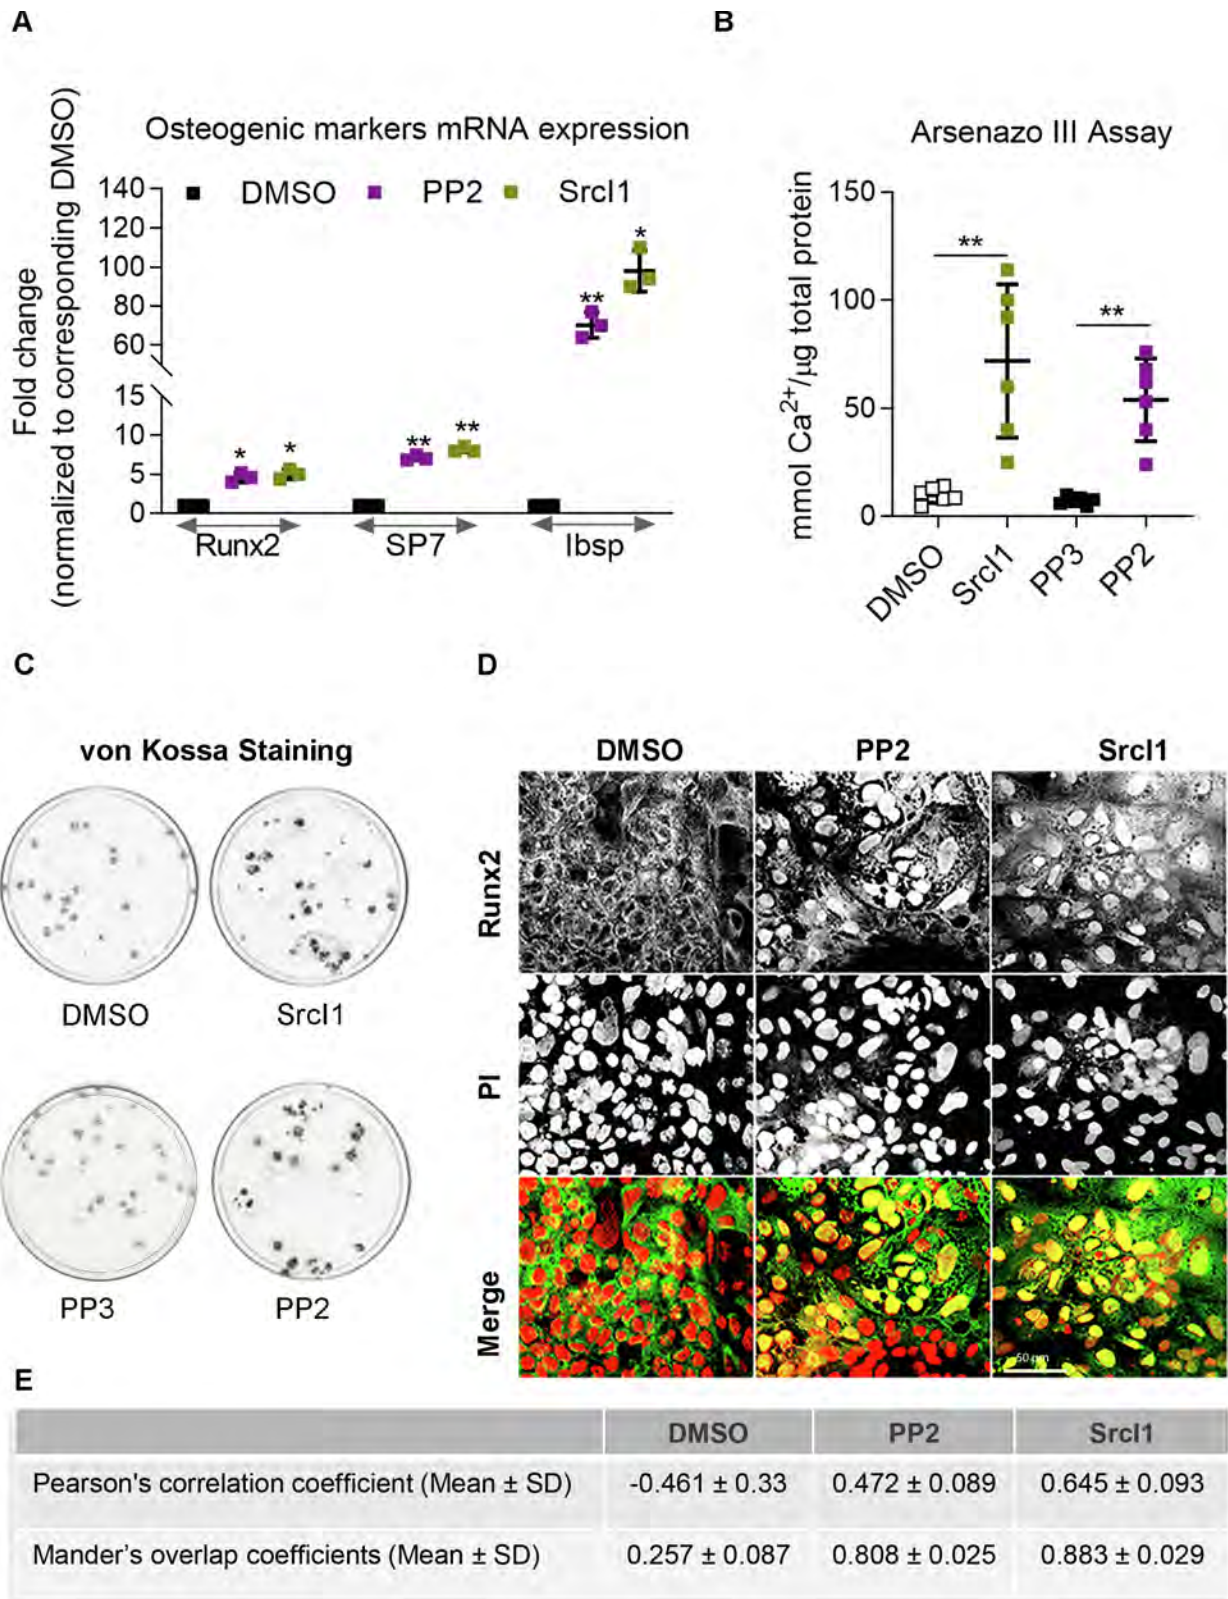 A
Osteogenic markers mRNA expression
Fold change
(normalized to corresponding DMSO)
DMSO PP2 SrcI1
140
120
100
80
60
15
10
5
0
* * ** ** ** *
Runx2 SP7 Ibsp
B
Arsenazo III Assay
mmol Ca2+/µg total protein
150
100
50
0
** **
DMSO SrcI1 PP3 PP2
C
von Kossa Staining
DMSO SrcI1
PP3 PP2
D
DMSO PP2 SrcI1
Runx2
PI
Merge
50 µm
E
DMSO PP2 SrcI1
Pearson's correlation coefficient (Mean ± SD) -0.461 ± 0.33 0.472 ± 0.089 0.645 ± 0.093
Mander’s overlap coefficients (Mean ± SD) 0.257 ± 0.087 0.808 ± 0.025 0.883 ± 0.029